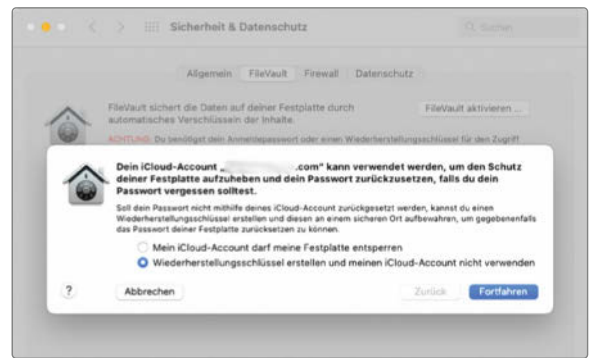 Sicherheit & Datenschutz
Suchen
Allgemein FileVault Firewall Datenschutz
FileVault sichert die Daten auf deiner Festplatte durch
automatisches Verschlüsseln der Inhalte.
FileVault aktivieren ...
ACHTUNG: Du benötigst dein Anmeldepasswort oder einen Wiederherstellungsschlüssel für den Zugriff
Dein iCloud-Account „ .com“ kann verwendet werden, um den Schutz
deiner Festplatte aufzuheben und dein Passwort zurückzusetzen, falls du dein
Passwort vergessen solltest.
Soll dein Passwort nicht mithilfe deines iCloud-Account zurückgesetzt werden, kannst du einen
Wiederherstellungsschlüssel erstellen und diesen an einem sicheren Ort aufbewahren, um gegebenenfalls
das Passwort deiner Festplatte zurücksetzen zu können.
Mein iCloud-Account darf meine Festplatte entsperren
Wiederherstellungsschlüssel erstellen und meinen iCloud-Account nicht verwenden
? Abbrechen Zurück Fortfahren